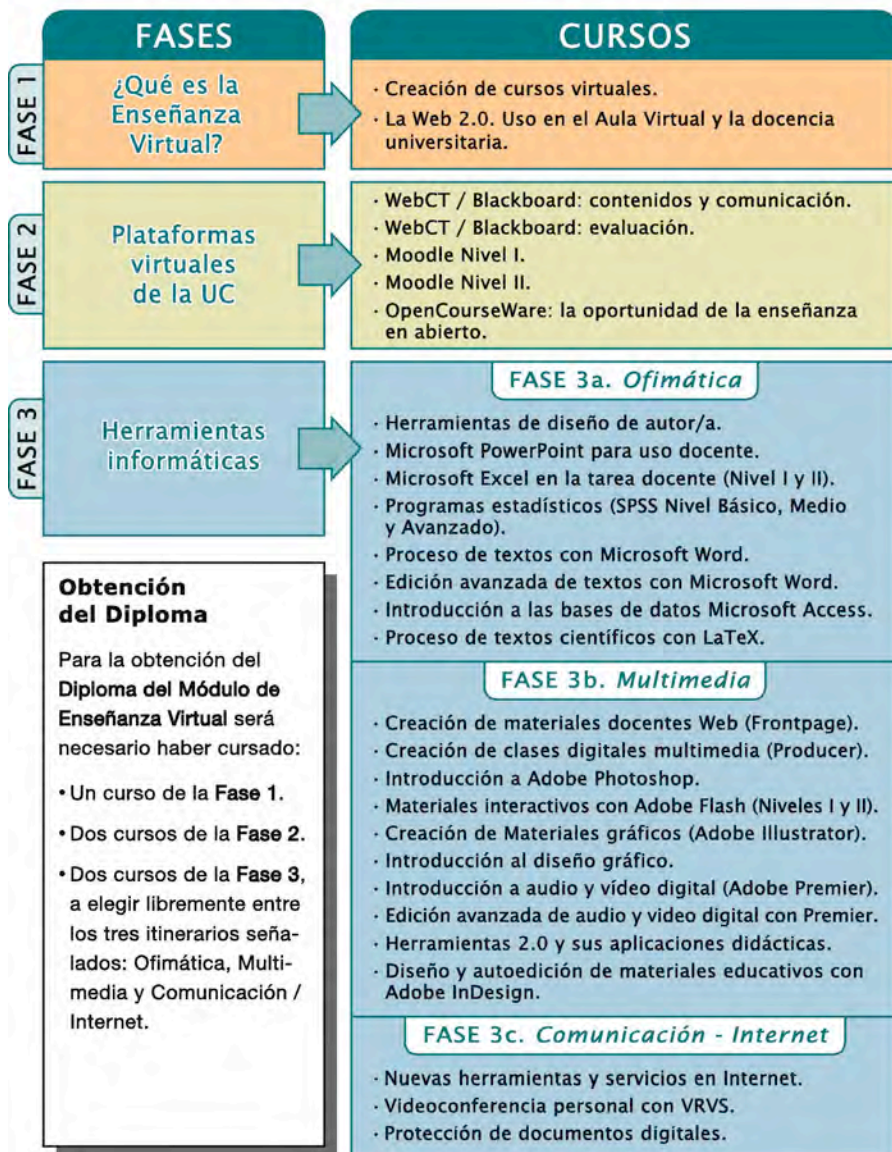 FASES
CURSOS
FASE 1
¿Qué es la
Enseñanza
Virtual?
· Creación de cursos virtuales.
· La Web 2.0. Uso en el Aula Virtual y la docencia
universitaria.
FASE 2
Plataformas
virtuales
de la UC
· WebCT / Blackboard: contenidos y comunicación.
· WebCT / Blackboard: evaluación.
· Moodle Nivel I.
· Moodle Nivel II.
· OpenCourseWare: la oportunidad de la enseñanza
en abierto.
FASE 3
Herramientas
informáticas
FASE 3a. Ofimática
· Herramientas de diseño de autor/a.
· Microsoft PowerPoint para uso docente.
· Microsoft Excel en la tarea docente (Nivel I y II).
· Programas estadísticos (SPSS Nivel Básico, Medio
y Avanzado).
· Proceso de textos con Microsoft Word.
· Edición avanzada de textos con Microsoft Word.
· Introducción a las bases de datos Microsoft Access.
· Proceso de textos científicos con LaTeX.
FASE 3b. Multimedia
· Creación de materiales docentes Web (Frontpage).
· Creación de clases digitales multimedia (Producer).
· Introducción a Adobe Photoshop.
· Materiales interactivos con Adobe Flash (Niveles I y II).
· Creación de Materiales gráficos (Adobe Illustrator).
· Introducción al diseño gráfico.
· Introducción a audio y vídeo digital (Adobe Premier).
· Edición avanzada de audio y video digital con Premier.
· Herramientas 2.0 y sus aplicaciones didácticas.
· Diseño y autoedición de materiales educativos con
Adobe InDesign.
FASE 3c. Comunicación - Internet
· Nuevas herramientas y servicios en Internet.
· Videoconferencia personal con VRVS.
· Protección de documentos digitales.
Obtención
del Diploma
Para la obtención del
Diploma del Módulo de
Enseñanza Virtual será
necesario haber cursado:
• Un curso de la Fase 1.
• Dos cursos de la Fase 2.
• Dos cursos de la Fase 3,
a elegir libremente entre
los tres itinerarios seña-
lados: Ofimática, Multi-
media y Comunicación /
Internet.